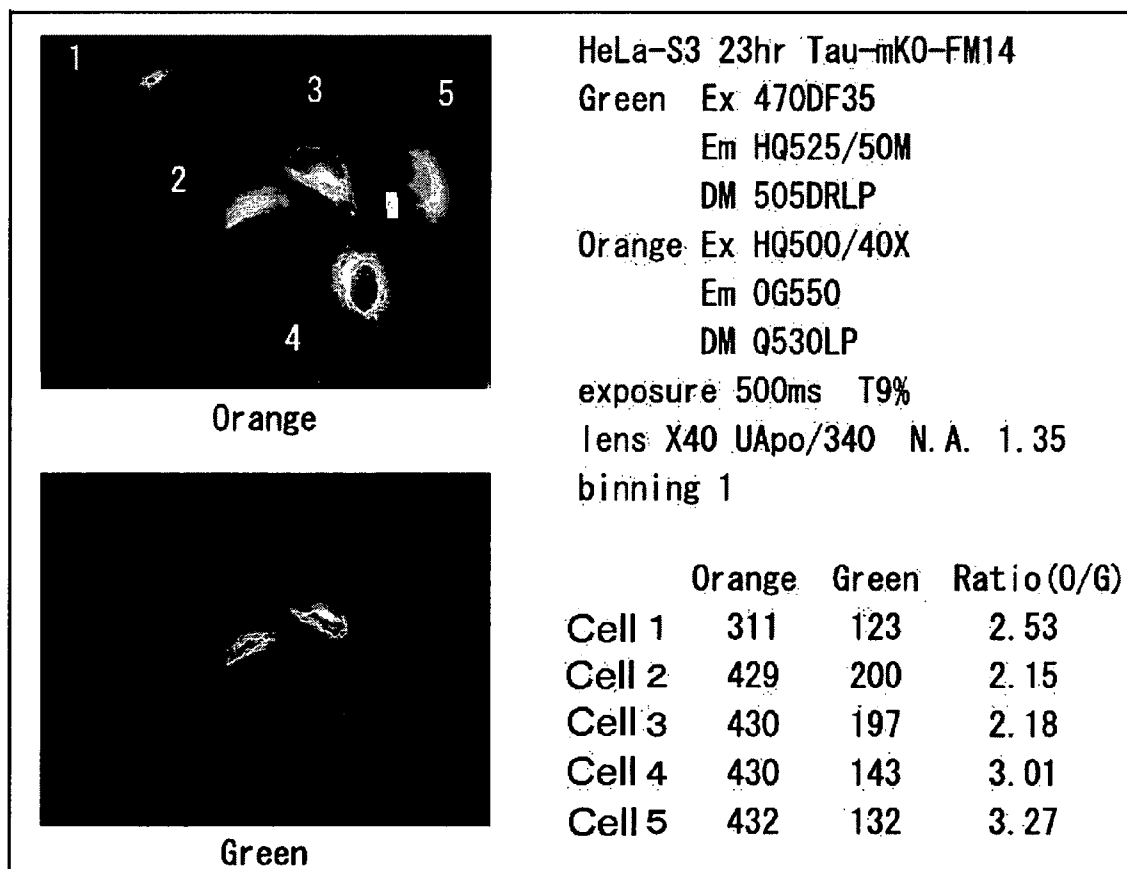 1
3
5
2
4
Orange
Green
HeLa-S3 23hr Tau-mKO-FM14
Green Ex 470DF35
Em HQ525/50M
DM 505DRLP
Orange Ex HQ500/40X
Em OG550
DM Q530LP
exposure 500ms T9%
lens X40 UApo/340 N.A. 1.35
binning 1
Orange Green Ratio(O/G)
Cell 1 311 123 2.53
Cell 2 429 200 2.15
Cell 3 430 197 2.18
Cell 4 430 143 3.01
Cell 5 432 132 3.27